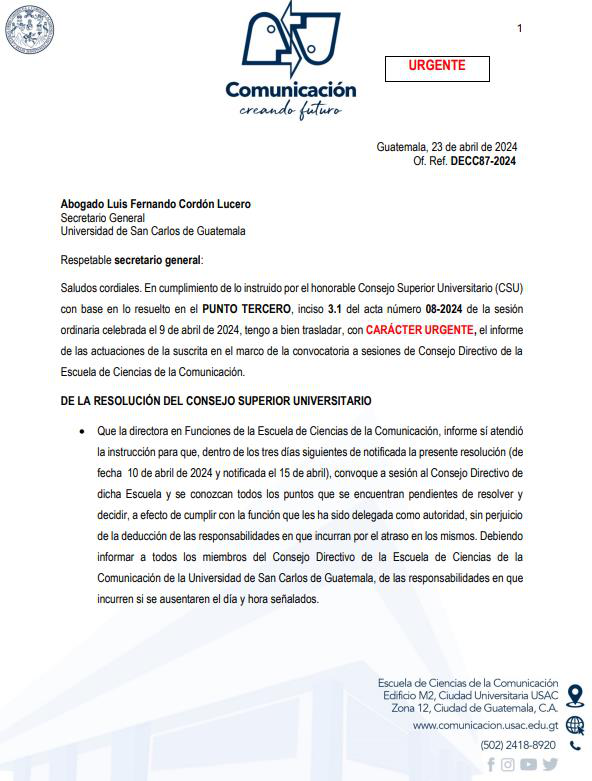 1
Comunicación
creando futuro
URGENTE
Guatemala, 23 de abril de 2024
Of. Ref. DECC87-2024
Abogado Luis Fernando Cordón Lucero
Secretario General
Universidad de San Carlos de Guatemala
Respetable secretario general:
Saludos cordiales. En cumplimiento de lo instruido por el honorable Consejo Superior Universitario (CSU)
con base en lo resuelto en el PUNTO TERCERO, inciso 3.1 del acta número 08-2024 de la sesión
ordinaria celebrada el 9 de abril de 2024, tengo a bien trasladar, con CARÁCTER URGENTE, el informe
de las actuaciones de la suscrita en el marco de la convocatoria a sesiones de Consejo Directivo de la
Escuela de Ciencias de la Comunicación.
DE LA RESOLUCIÓN DEL CONSEJO SUPERIOR UNIVERSITARIO
• Que la directora en Funciones de la Escuela de Ciencias de la Comunicación, informe sí atendió
la instrucción para que, dentro de los tres días siguientes de notificada la presente resolución (de
fecha 10 de abril de 2024 y notificada el 15 de abril), convoque a sesión al Consejo Directivo de
dicha Escuela y se conozcan todos los puntos que se encuentran pendientes de resolver y
decidir, a efecto de cumplir con la función que les ha sido delegada como autoridad, sin perjuicio
de la deducción de las responsabilidades en que incurran por el atraso en los mismos. Debiendo
informar a todos los miembros del Consejo Directivo de la Escuela de Ciencias de la
Comunicación de la Universidad de San Carlos de Guatemala, de las responsabilidades en que
incurren si se ausentaren el día y hora señalados.
Escuela de Ciencias de la Comunicación
Edificio M2, Ciudad Universitaria USAC
Zona 12, Ciudad de Guatemala, C.A.
www.comunicacion.usac.edu.gt
(502) 2418-8920